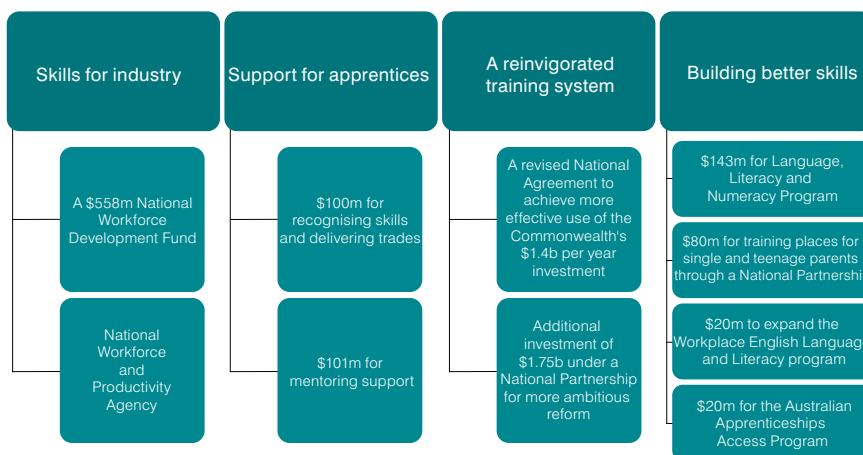 Skills for industry
A $558m National
Workforce
Development Fund
National
Workforce
and
Productivity
Agency
Support for apprentices
$100m for
recognising skills
and delivering trades
$101m for
mentoring support
A reinvigorated
training system
A revised National
Agreement to
achieve more
effective use of the
Commonwealth's
$1.4b per year
investment
Additional
investment of
$1.75b under a
National Partnership
for more ambitious
reform
Building better skills
$143m for Language,
Literacy and
Numeracy Program
$80m for training places for
single and teenage parents
through a National Partnershi
$20m to expand the
Workplace English Language
and Literacy program
$20m for the Australian
Apprenticeships
Access Program